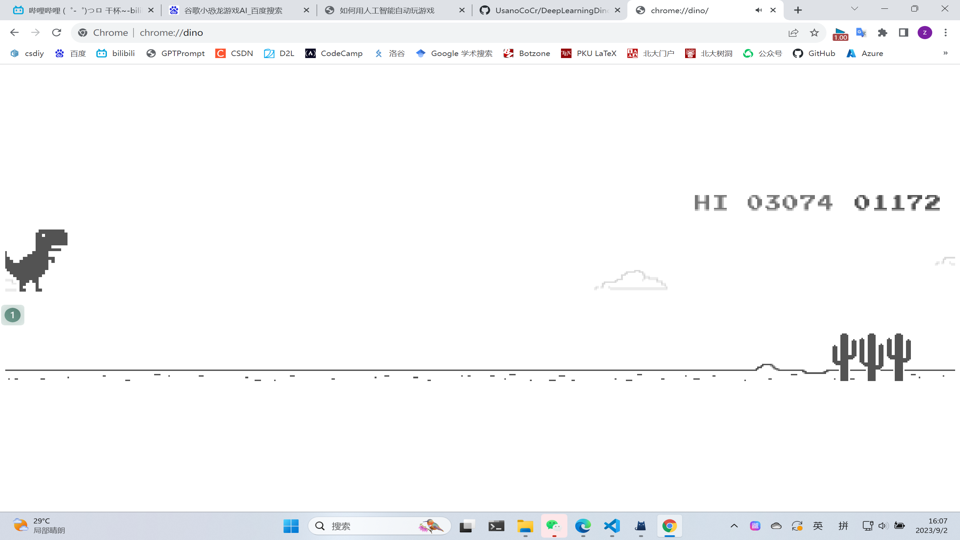 哔哩哔哩 (゜-゜)つロ 干杯~-bili
谷歌小恐龙游戏AI_百度搜索
如何用人工智能自动玩游戏
UsanoCoCr/DeepLearningDin
chrome://dino/
Chrome | chrome://dino
1.00
z
csdiy
百度
bilibili
GPTPrompt
CSDN
D2L
CodeCamp
洛谷
Google 学术搜索
Botzone
PKU LaTeX
北大门户
北大树洞
公众号
GitHub
Azure
»
HI 03074 01172
1
29°C
局部晴朗
搜索
英
拼
16:07
2023/9/2